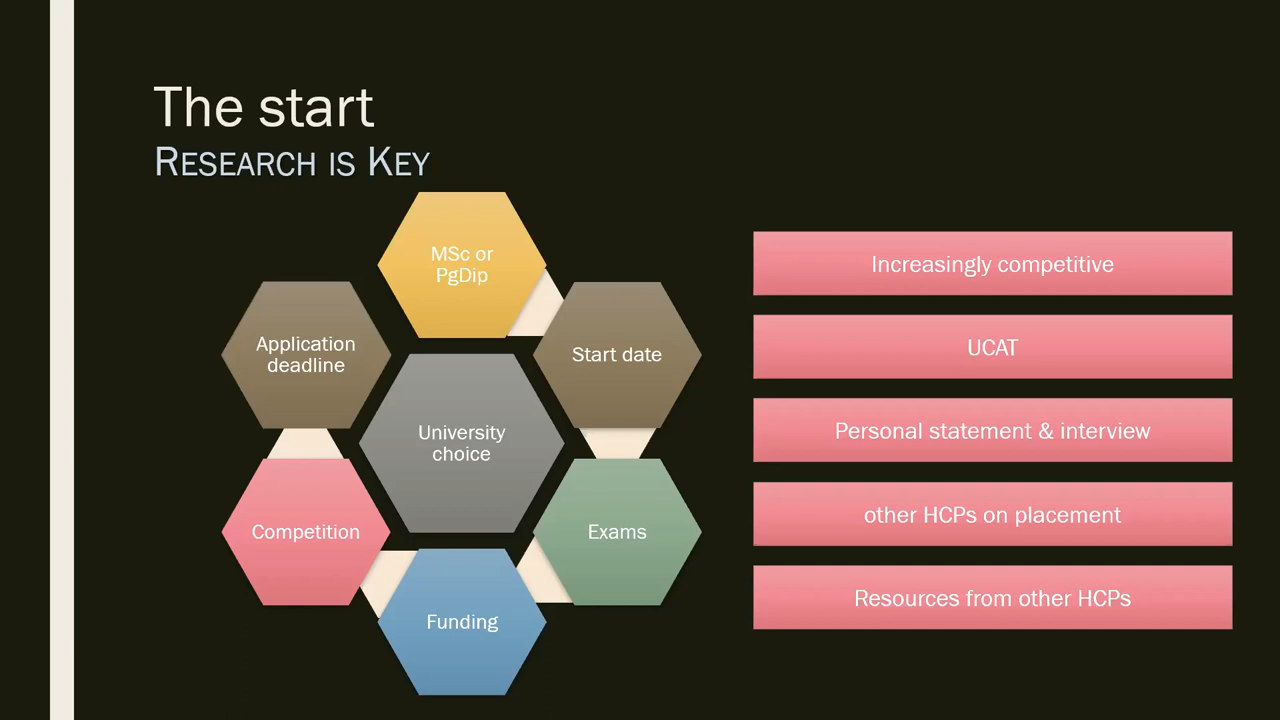 The start
RESEARCH IS KEY
MSc or
PgDip
Application
deadline
Start date
University
choice
Competition
Exams
Funding
Increasingly competitive
UCAT
Personal statement & interview
other HCPs on placement
Resources from other HCPs